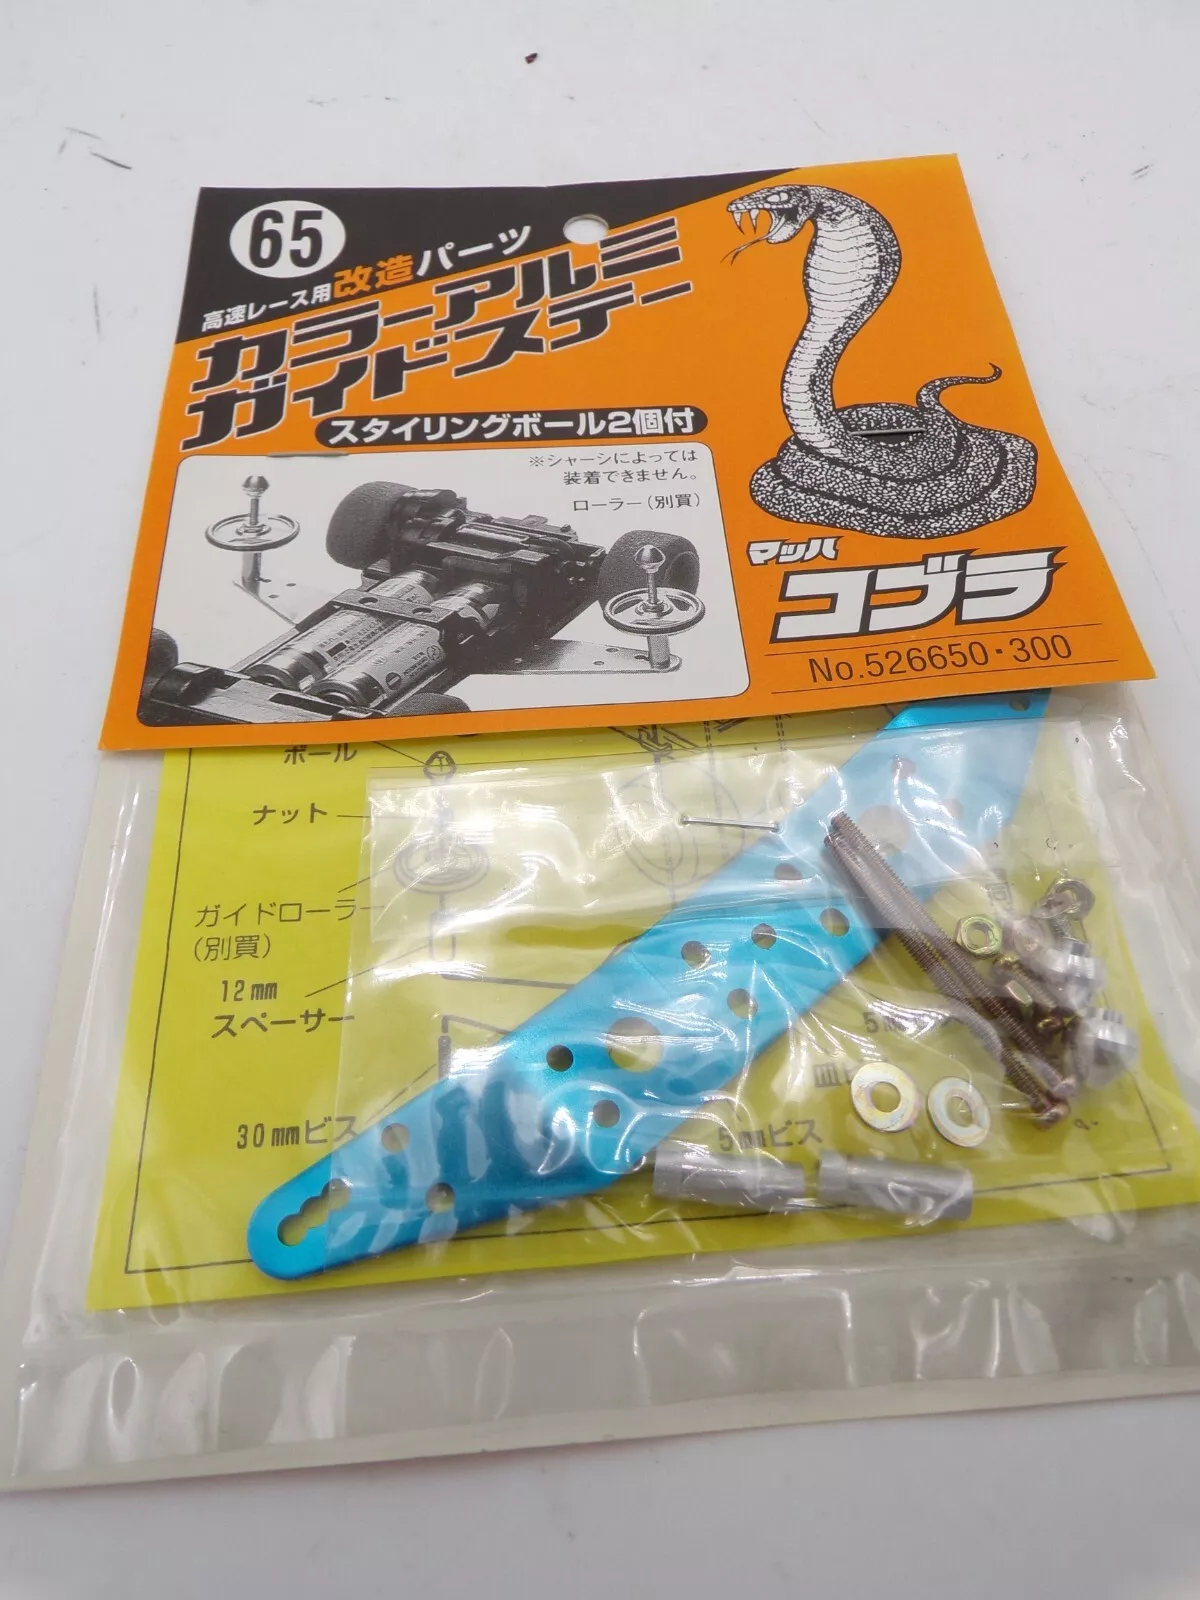 65
高速レース用改造パーツ
カラーアルミ
ガイドステー
スタイリングボール2個付
※シャーシによっては
装着できません。
ローラー(別買)
マッハ
コブラ
No.526650・300
ボール
ナット
ガイドローラー
(別買)
12mm
スペーサー
30mmビス
5mmビス